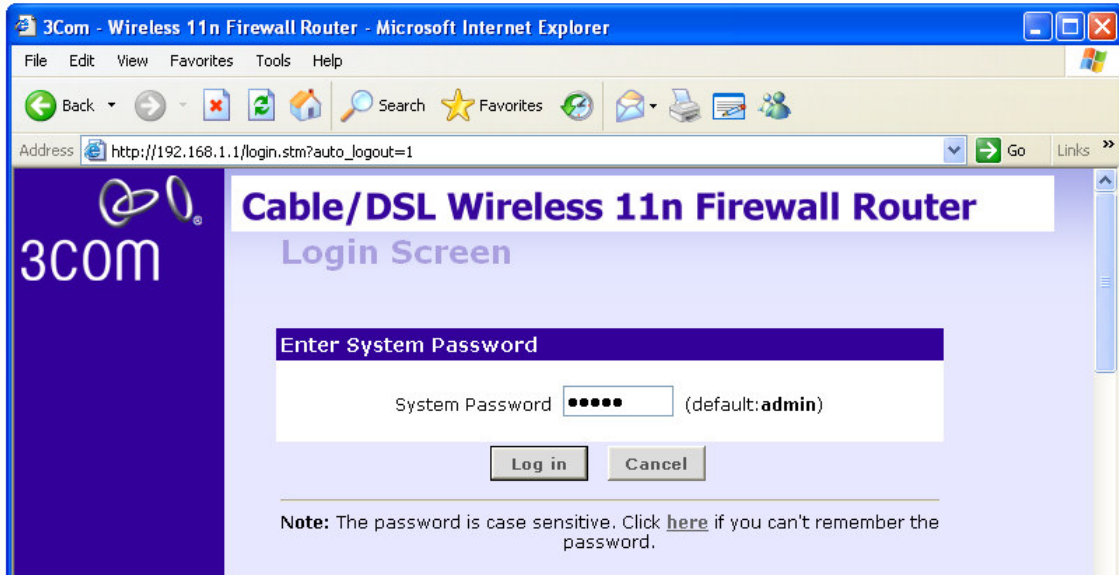 3Com - Wireless 11n Firewall Router - Microsoft Internet Explorer
File Edit View Favorites Tools Help
Back Search Favorites
Address http://192.168.1.1/login.stm?auto_logout=1 Go Links »
3COM ®
Cable/DSL Wireless 11n Firewall Router
Login Screen
Enter System Password
System Password ••••• (default:admin)
Log in Cancel
Note: The password is case sensitive. Click here if you can't remember the
password.